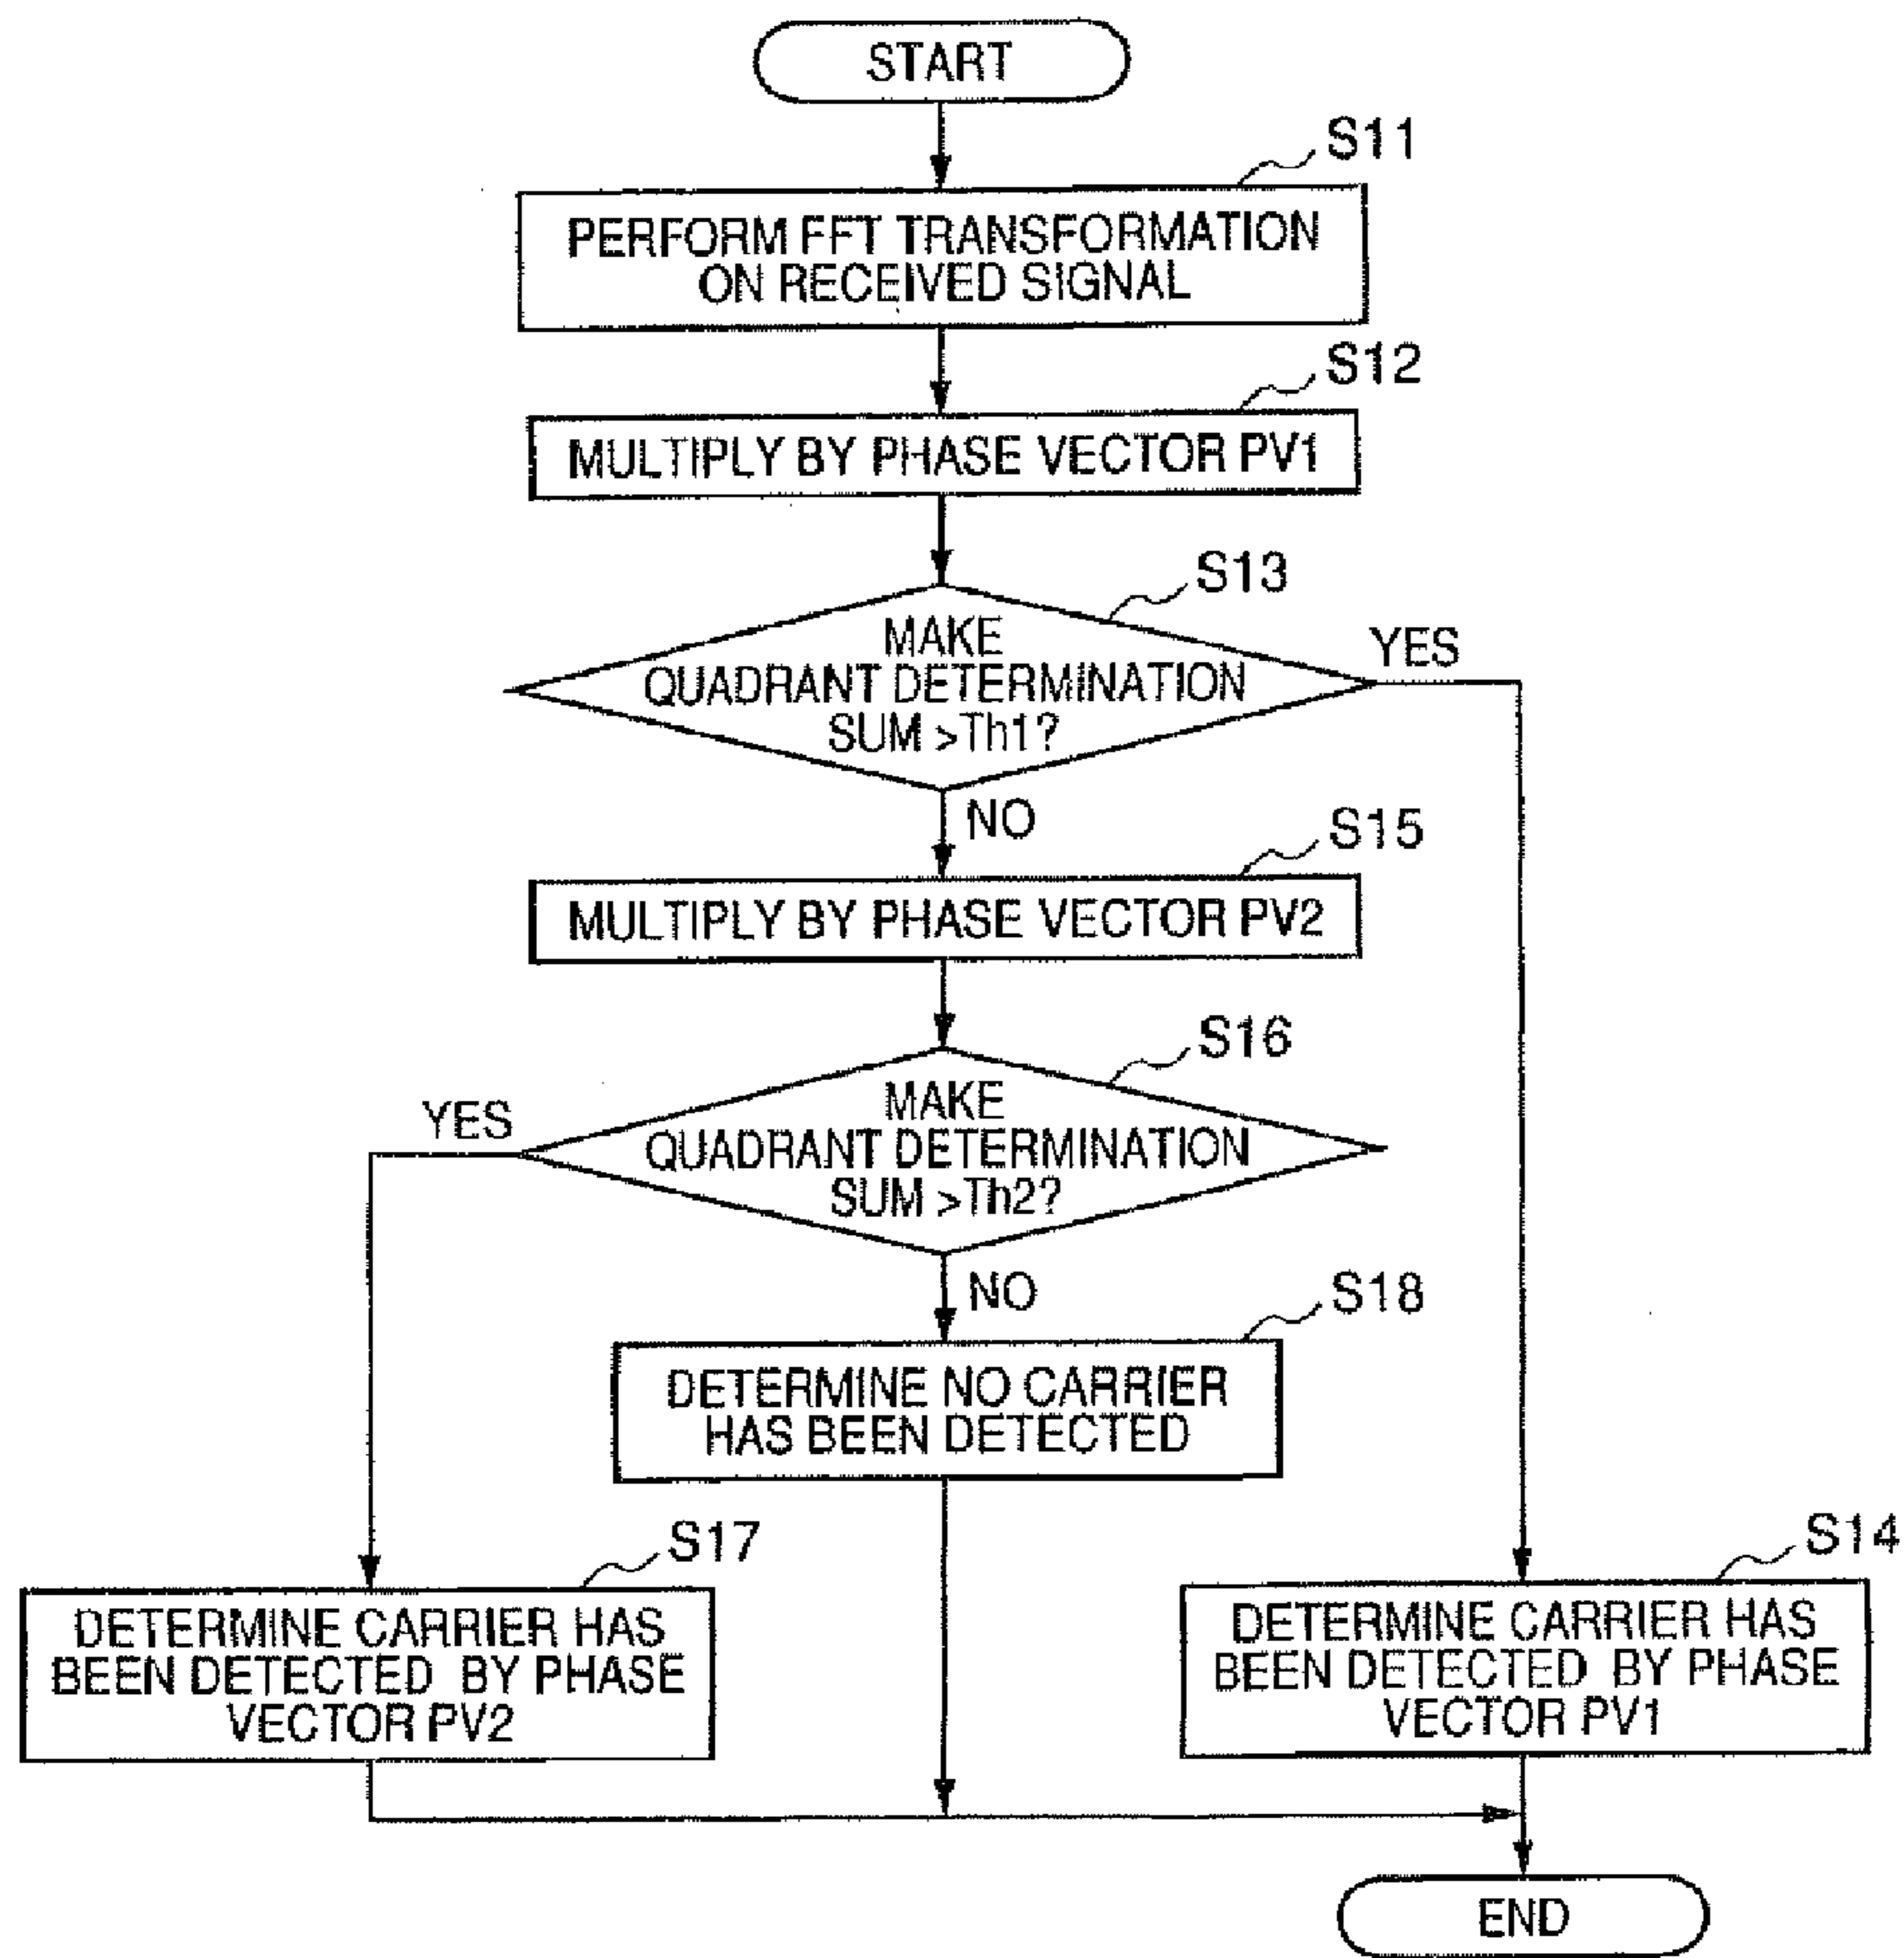 START
S11
PERFORM FFT TRANSFORMATION
ON RECEIVED SIGNAL
S12
MULTIPLY BY PHASE VECTOR PV1
S13
MAKE
QUADRANT DETERMINATION
SUM >Th1?
YES
NO
S15
MULTIPLY BY PHASE VECTOR PV2
S16
MAKE
QUADRANT DETERMINATION
SUM >Th2?
YES
NO
S18
DETERMINE NO CARRIER
HAS BEEN DETECTED
S17
DETERMINE CARRIER HAS
BEEN DETECTED BY PHASE
VECTOR PV2
S14
DETERMINE CARRIER HAS
BEEN DETECTED BY PHASE
VECTOR PV1
END